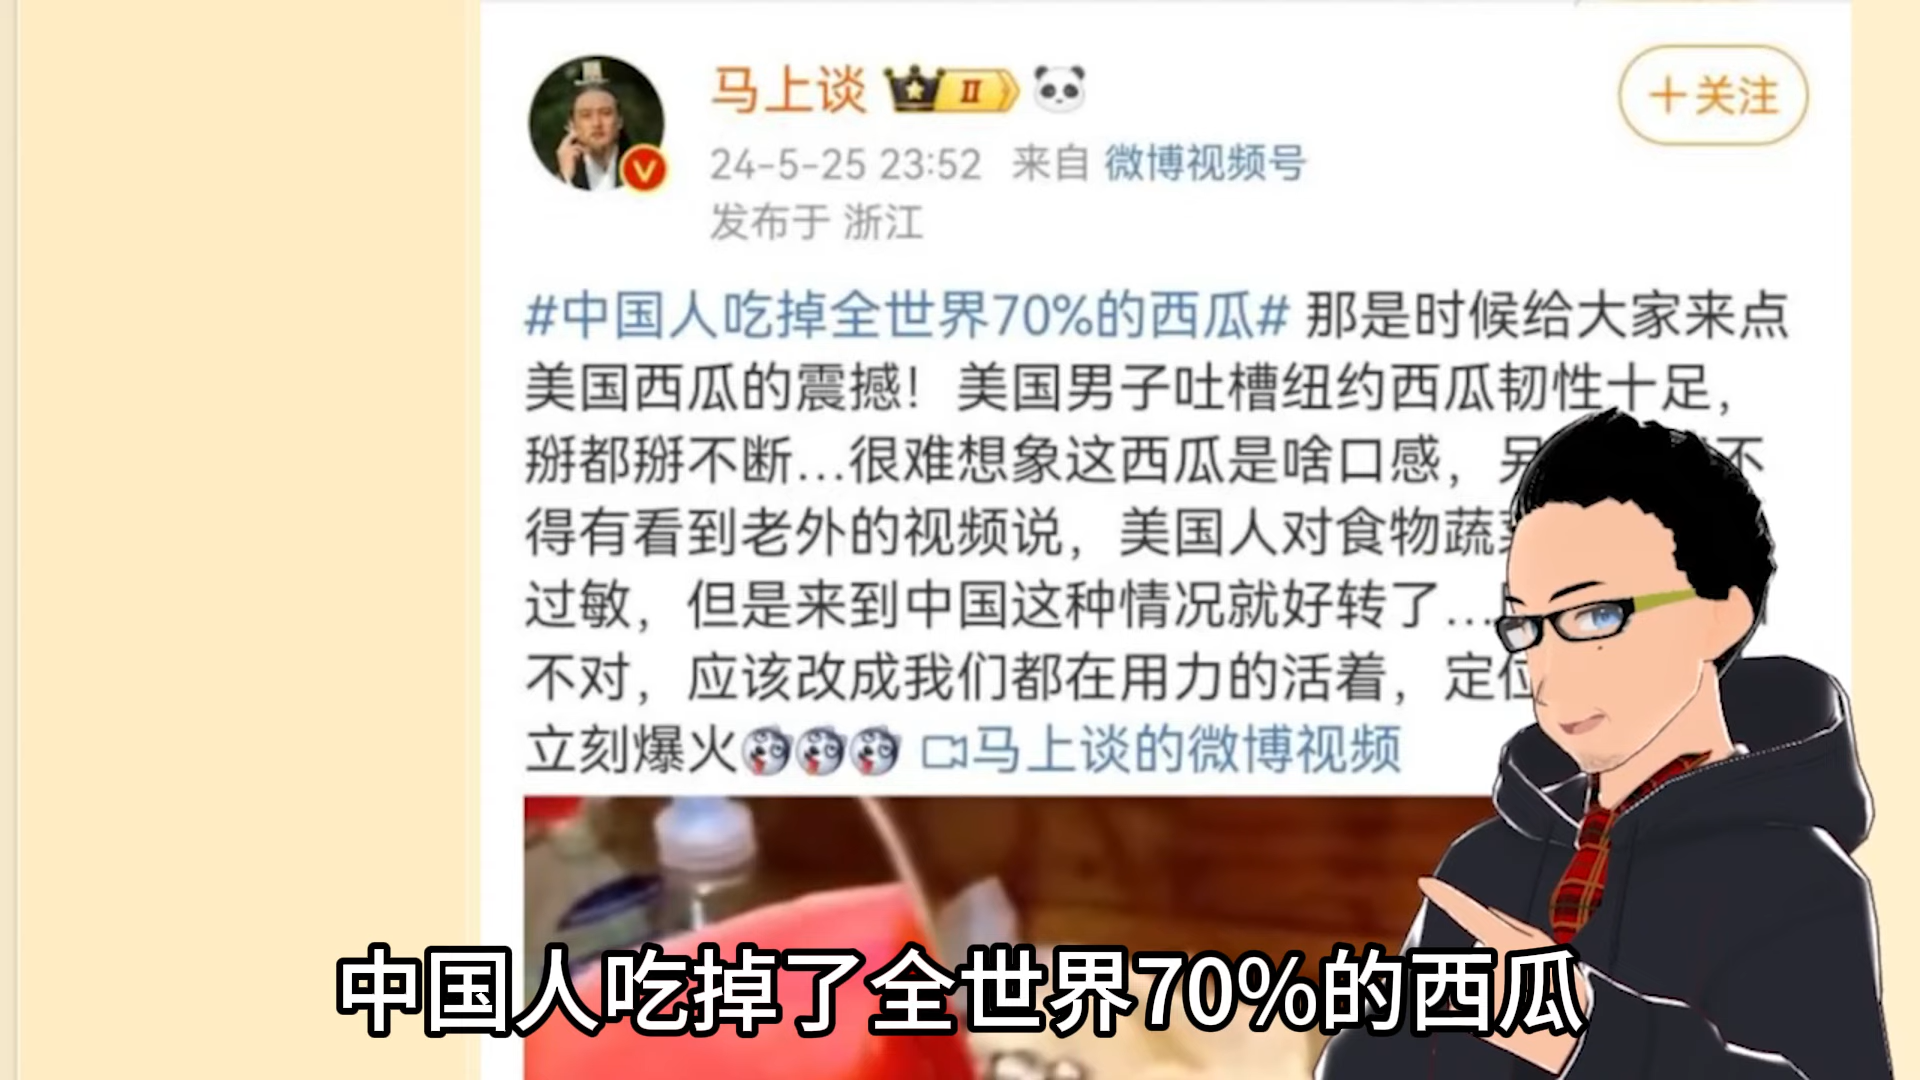 马上谈 II
+关注
24-5-25 23:52 来自 微博视频号
发布于 浙江
#中国人吃掉全世界70%的西瓜# 那是时候给大家来点
美国西瓜的震撼！美国男子吐槽纽约西瓜韧性十足，
掰都掰不断...很难想象这西瓜是啥口感，另 不
得有看到老外的视频说，美国人对食物蔬
过敏，但是来到中国这种情况就好转了...
不对，应该改成我们都在用力的活着，定位
立刻爆火 马上谈的微博视频
中国人吃掉了全世界70%的西瓜